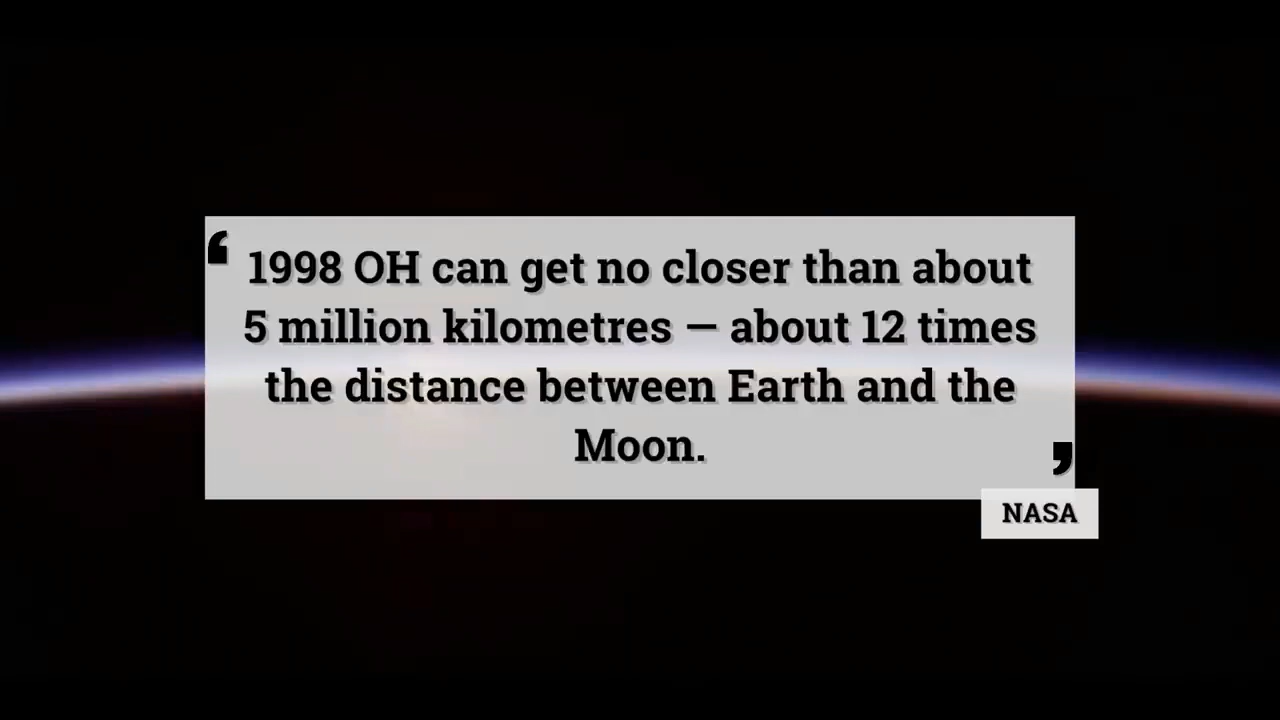 ‘ 1998 OH can get no closer than about
5 million kilometres — about 12 times
the distance between Earth and the
Moon. ’
NASA